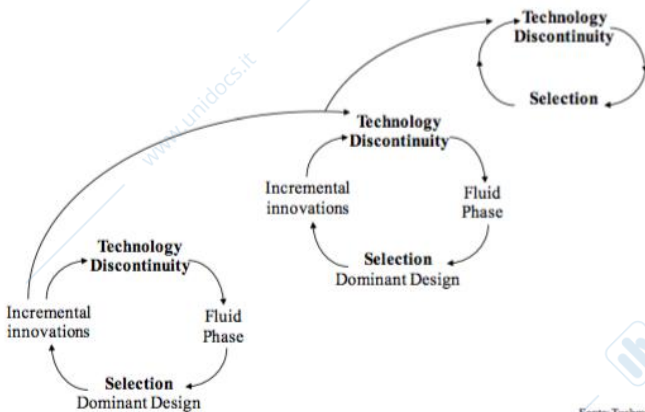 Technology
Discontinuity
Selection
www.unidocs.it
Technology
Discontinuity
Incremental
innovations
Fluid
Phase
Selection
Dominant Design
Technology
Discontinuity
Incremental
innovations
Fluid
Phase
Selection
Dominant Design